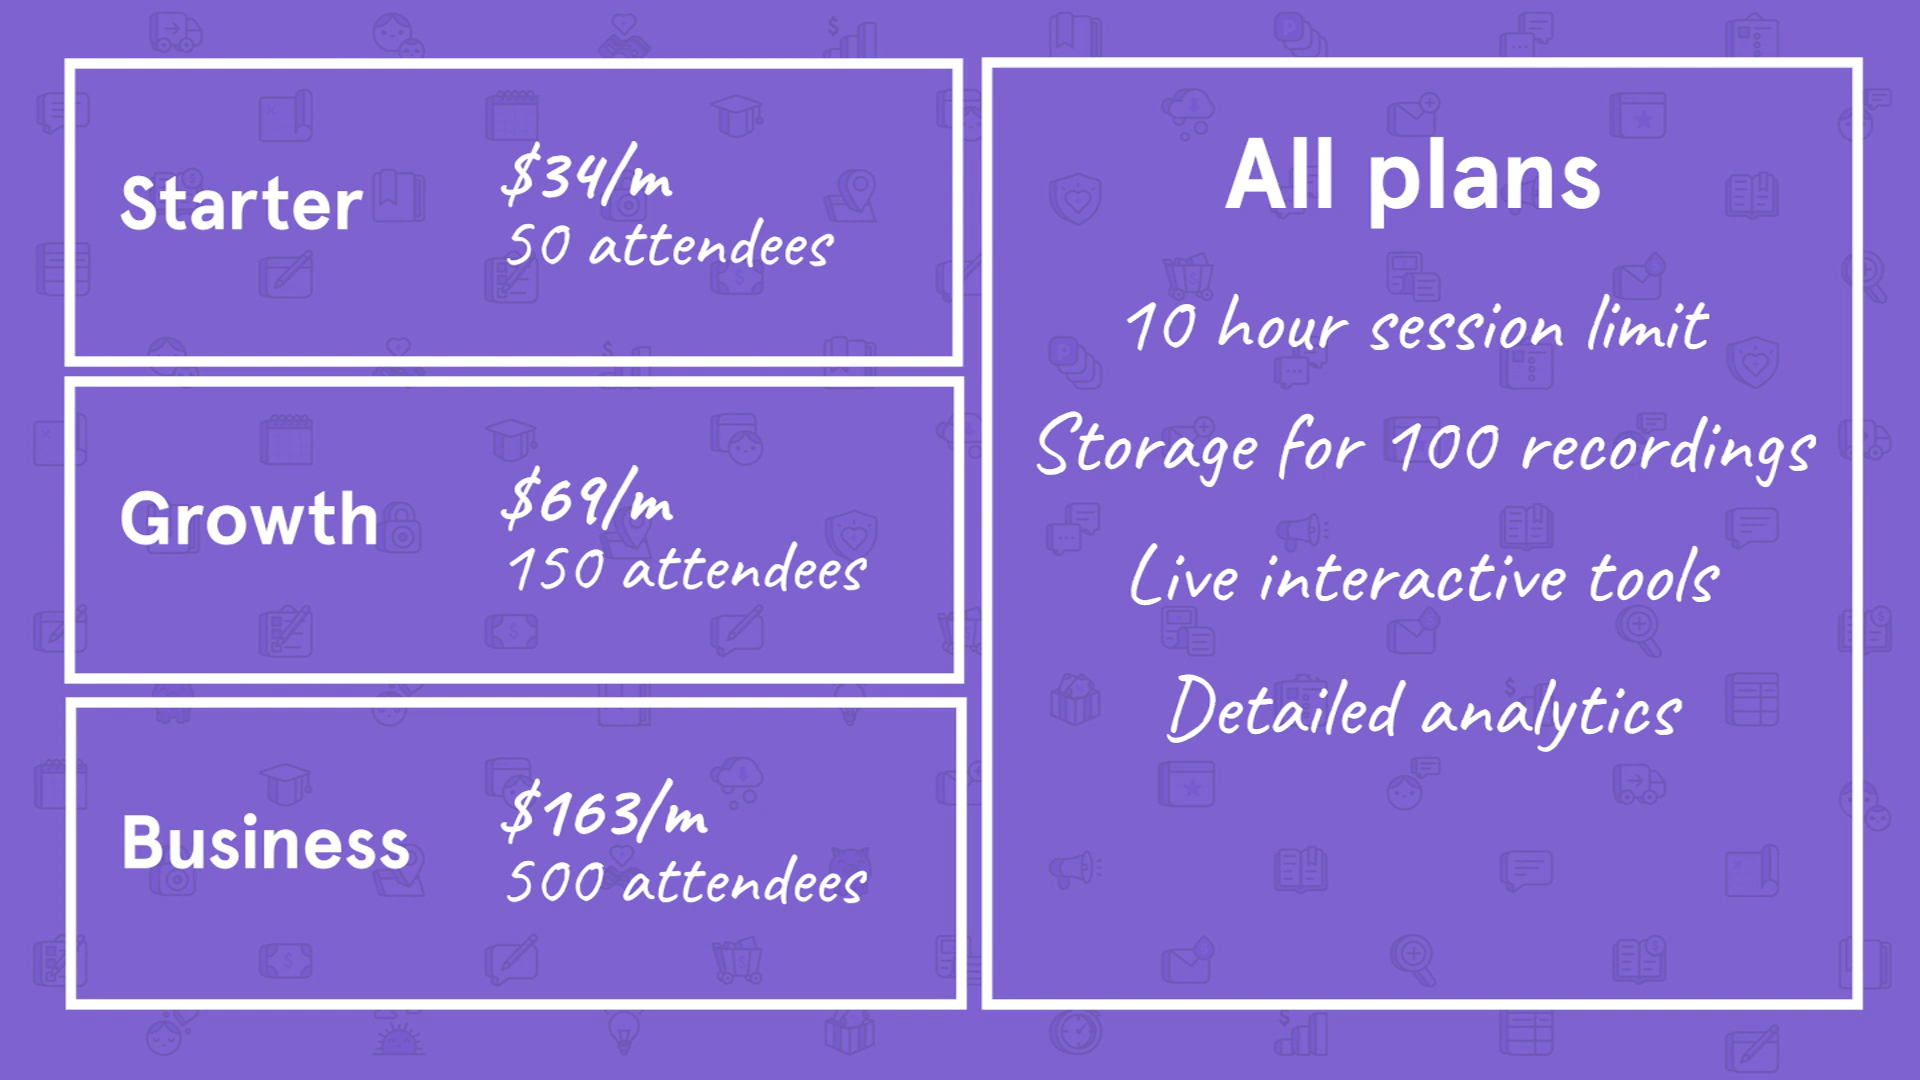 Starter
$34/m
50 attendees
Growth
$69/m
150 attendees
Business
$163/m
500 attendees
All plans
10 hour session limit
Storage for 100 recordings
Live interactive tools
Detailed analytics